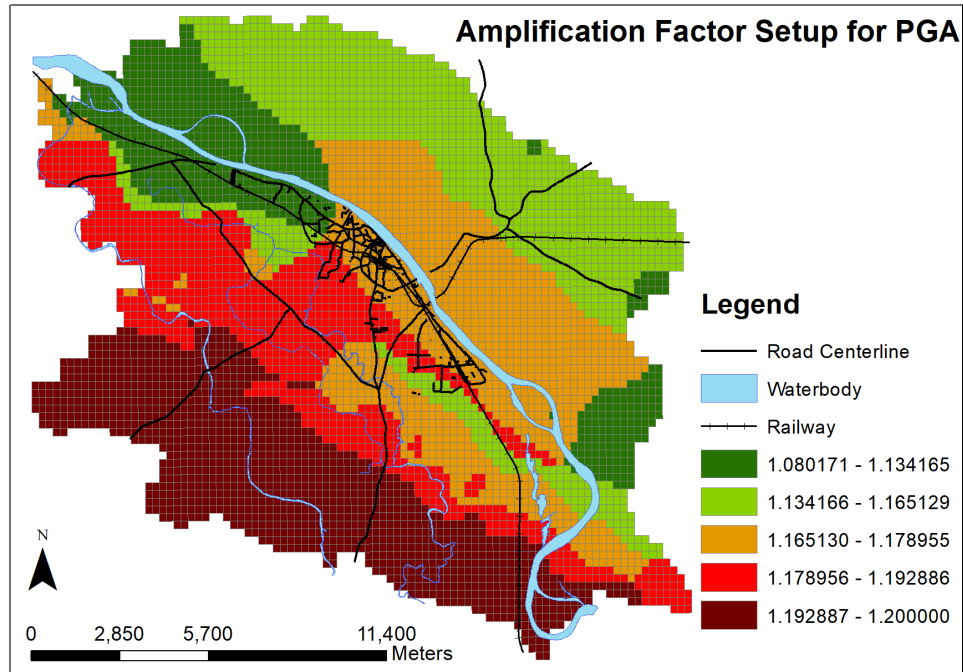 Amplification Factor Setup for PGA
Legend
Road Centerline
Waterbody
Railway
1.080171 - 1.134165
1.134166 - 1.165129
1.165130 - 1.178955
1.178956 - 1.192886
1.192887 - 1.200000
N
0 2,850 5,700 11,400
Meters